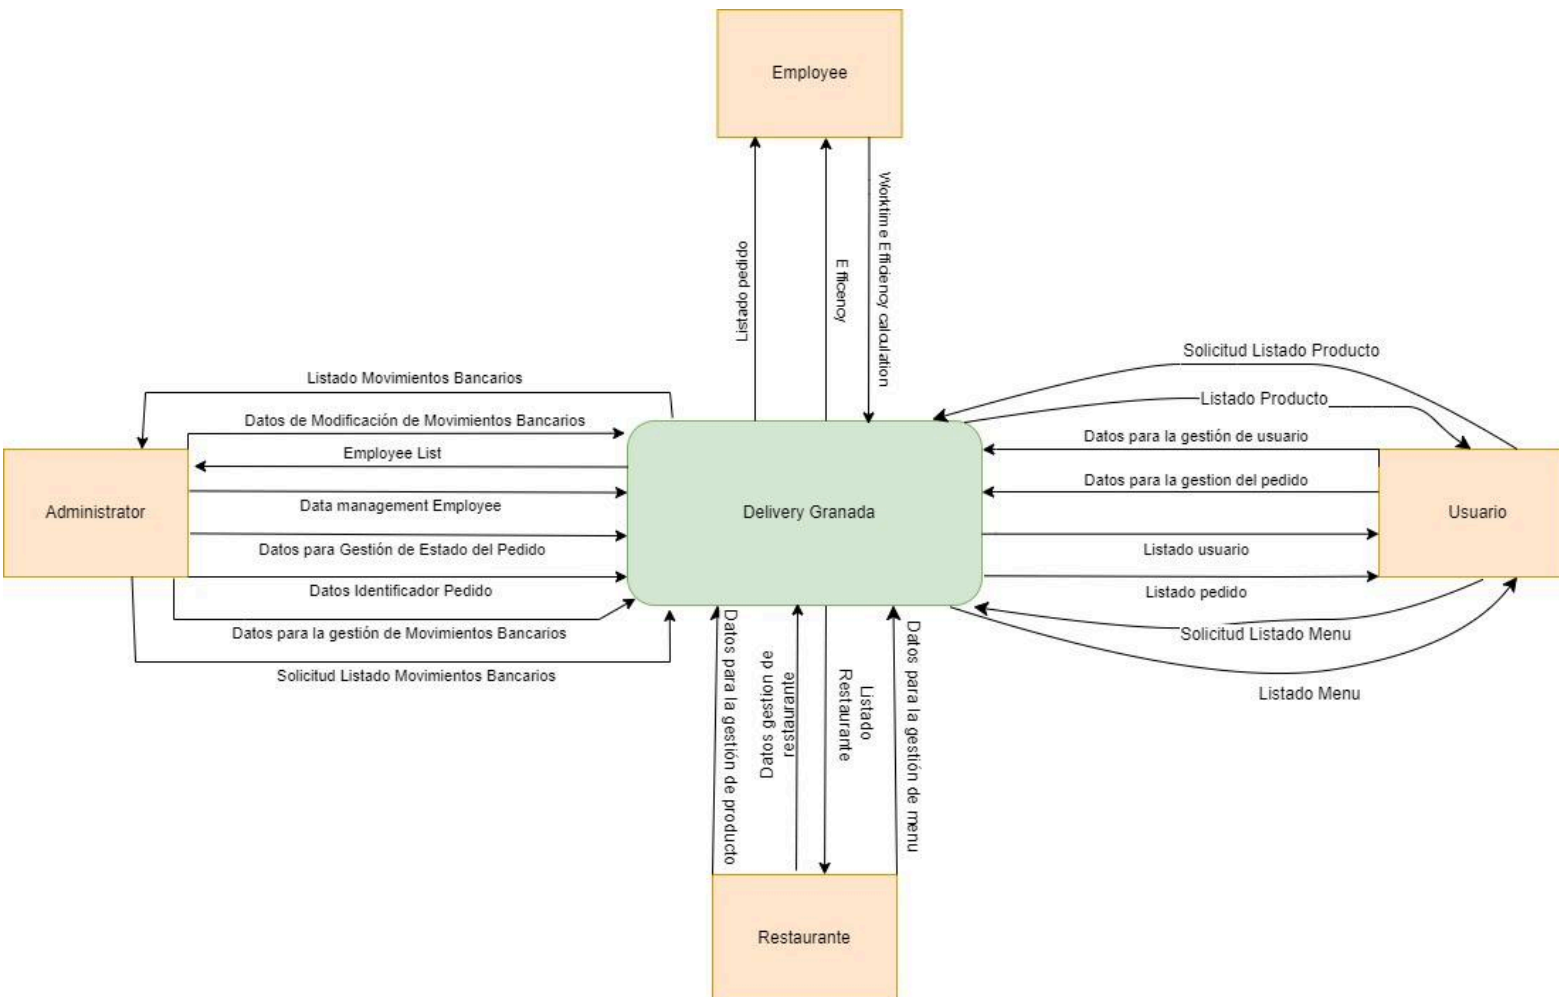 Employee
Listado pedido
Efficency
Worktime Efficiency calculation
Solicitud Listado Producto
Listado Movimientos Bancarios
Listado Producto
Datos de Modificación de Movimientos Bancarios
Datos para la gestión de usuario
Employee List
Datos para la gestion del pedido
Data management Employee
Administrator
Delivery Granada
Usuario
Datos para Gestión de Estado del Pedido
Listado usuario
Datos Identificador Pedido
Listado pedido
Datos para la gestión de Movimientos Bancarios
Solicitud Listado Menu
Solicitud Listado Movimientos Bancarios
Listado Menu
Datos para la gestión de producto
Datos gestion de
restaurante
Listado
Restaurante
Datos para la gestión de menu
Restaurante